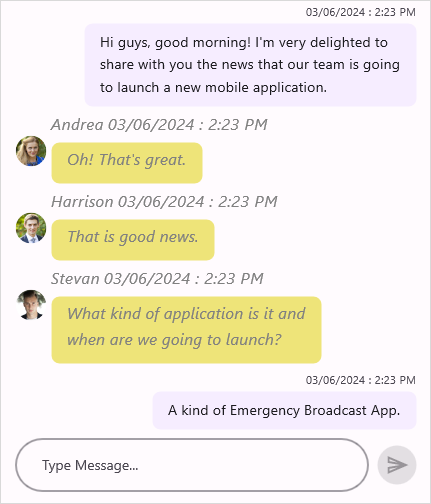 03/06/2024 : 2:23 PM
Hi guys, good morning! I'm very delighted to
share with you the news that our team is going
to launch a new mobile application.
Andrea 03/06/2024 : 2:23 PM
Oh! That's great.
Harrison 03/06/2024 : 2:23 PM
That is good news.
Stevan 03/06/2024 : 2:23 PM
What kind of application is it and
when are we going to launch?
03/06/2024 : 2:23 PM
A kind of Emergency Broadcast App.
Type Message...